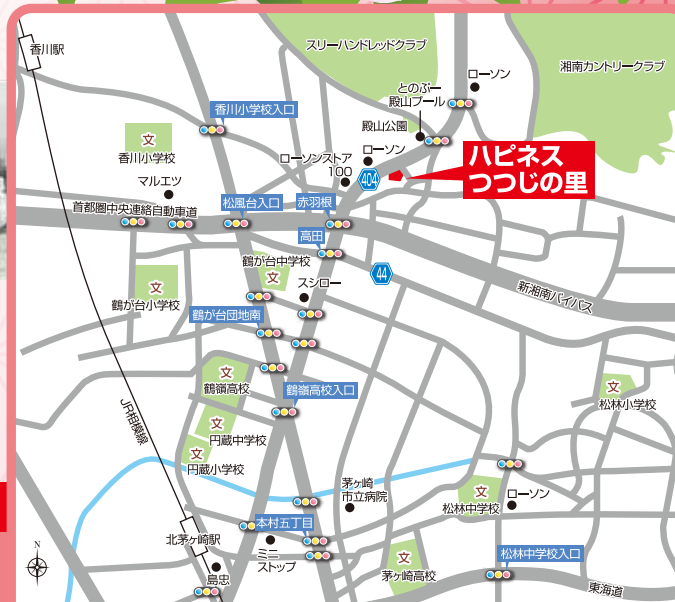 スリーハンドレッドクラブ
香川駅
湘南カントリークラブ
ローソン
とのぷー
殿山プール
香川小学校入口
殿山公園
文
香川小学校
ローソン
ローソンストア
100
ハピネス
つつじの里
404
マルエツ
松風台入口
赤羽根
首都圏中央連絡自動車道
高田
鶴が台中学校
文
44
文
鶴が台小学校
スシロー
新湘南バイパス
鶴が台団地南
文
鶴嶺高校
鶴嶺高校入口
文
松林小学校
JR相模線
文
円蔵中学校
文
円蔵小学校
茅ヶ崎
市立病院
文
松林中学校
ローソン
本村五丁目
北茅ヶ崎駅
ミニ
ストップ
文
茅ヶ崎高校
松林中学校入口
島忠
東海道
N